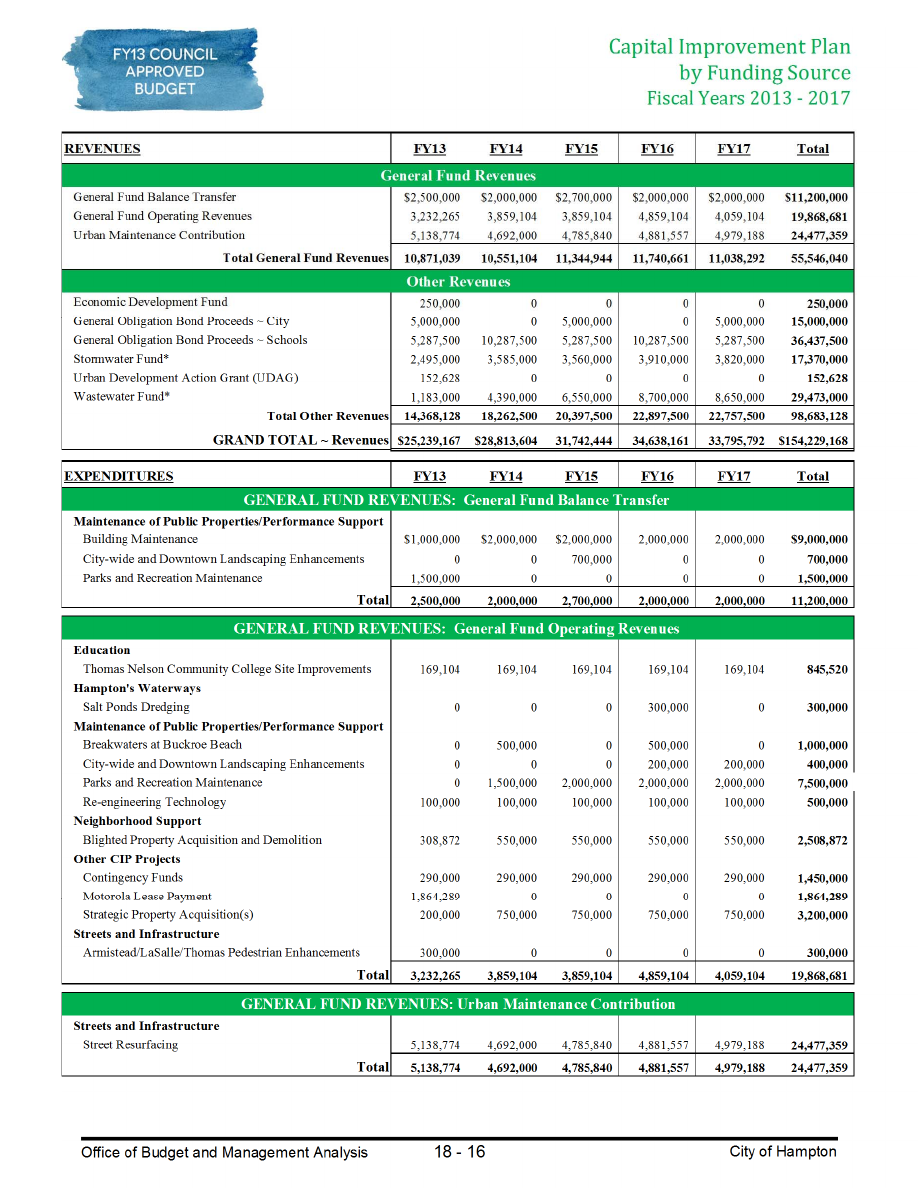 FY13 COUNCIL
APPROVED
BUDGET
Capital Improvement Plan
by Funding Source
Fiscal Years 2013 - 2017
REVENUES FY13 FY14 FY15 FY16 FY17 Total
General Fund Revenues
General Fund Balance Transfer $2,500,000 $2,000,000 $2,700,000 $2,000,000 $2,000,000 $11,200,000
General Fund Operating Revenues 3,232,265 3,859,104 3,859,104 4,859,104 4,059,104 19,868,681
Urban Maintenance Contribution 5,138,774 4,692,000 4,785,840 4,881,557 4,979,188 24,477,359
Total General Fund Revenues 10,871,039 10,551,104 11,344,944 11,740,661 11,038,292 55,546,040
Other Revenues
Economic Development Fund 250,000 0 0 0 0 250,000
General Obligation Bond Proceeds ~ City 5,000,000 0 5,000,000 0 5,000,000 15,000,000
General Obligation Bond Proceeds ~ Schools 5,287,500 10,287,500 5,287,500 10,287,500 5,287,500 36,437,500
Stormwater Fund* 2,495,000 3,585,000 3,560,000 3,910,000 3,820,000 17,370,000
Urban Development Action Grant (UDAG) 152,628 0 0 0 0 152,628
Wastewater Fund* 1,183,000 4,390,000 6,550,000 8,700,000 8,650,000 29,473,000
Total Other Revenues 14,368,128 18,262,500 20,397,500 22,897,500 22,757,500 98,683,128
GRAND TOTAL ~ Revenues $25,239,167 $28,813,604 31,742,444 34,638,161 33,795,792 $154,229,168
EXPENDITURES FY13 FY14 FY15 FY16 FY17 Total
GENERAL FUND REVENUES: General Fund Balance Transfer
Maintenance of Public Properties/Performance Support
Building Maintenance $1,000,000 $2,000,000 $2,000,000 2,000,000 2,000,000 $9,000,000
City-wide and Downtown Landscaping Enhancements 0 0 700,000 0 0 700,000
Parks and Recreation Maintenance 1,500,000 0 0 0 0 1,500,000
Total 2,500,000 2,000,000 2,700,000 2,000,000 2,000,000 11,200,000
GENERAL FUND REVENUES: General Fund Operating Revenues
Education
Thomas Nelson Community College Site Improvements 169,104 169,104 169,104 169,104 169,104 845,520
Hampton's Waterways
Salt Ponds Dredging 0 0 0 300,000 0 300,000
Maintenance of Public Properties/Performance Support
Breakwaters at Buckroe Beach 0 500,000 0 500,000 0 1,000,000
City-wide and Downtown Landscaping Enhancements 0 0 0 200,000 200,000 400,000
Parks and Recreation Maintenance 0 1,500,000 2,000,000 2,000,000 2,000,000 7,500,000
Re-engineering Technology 100,000 100,000 100,000 100,000 100,000 500,000
Neighborhood Support
Blighted Property Acquisition and Demolition 308,872 550,000 550,000 550,000 550,000 2,508,872
Other CIP Projects
Contingency Funds 290,000 290,000 290,000 290,000 290,000 1,450,000
Motorola Lease Payment 1,864,289 0 0 0 0 1,864,289
Strategic Property Acquisition(s) 200,000 750,000 750,000 750,000 750,000 3,200,000
Streets and Infrastructure
Armistead/LaSalle/Thomas Pedestrian Enhancements 300,000 0 0 0 0 300,000
Total 3,232,265 3,859,104 3,859,104 4,859,104 4,059,104 19,868,681
GENERAL FUND REVENUES: Urban Maintenance Contribution
Streets and Infrastructure
Street Resurfacing 5,138,774 4,692,000 4,785,840 4,881,557 4,979,188 24,477,359
Total 5,138,774 4,692,000 4,785,840 4,881,557 4,979,188 24,477,359
Office of Budget and Management Analysis 18 - 16 City of Hampton